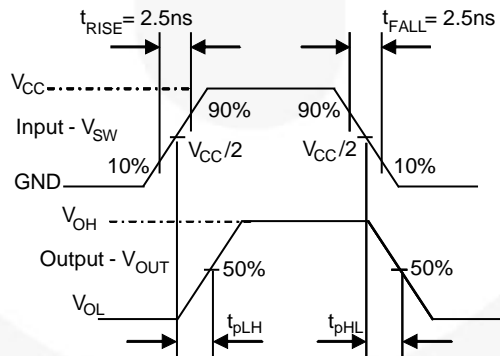 tRISE= 2.5ns
tFALL = 2.5ns
VCC
90%
90%
Input - VSW
VCC/2
VCC/2
10%
10%
GND
VOH
Output - VOUT
50%
50%
VOL
tpLH
tpHL